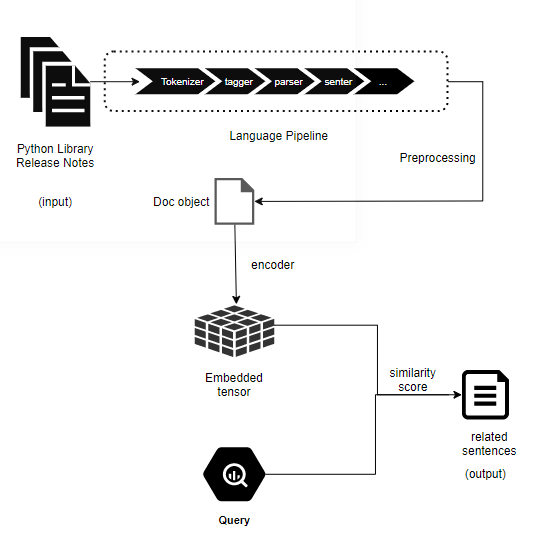 Tokenizer tagger parser senter ...
Language Pipeline
Python Library
Release Notes
(input)
Preprocessing
Doc object
encoder
Embedded
tensor
similarity
score
related
sentences
(output)
Query